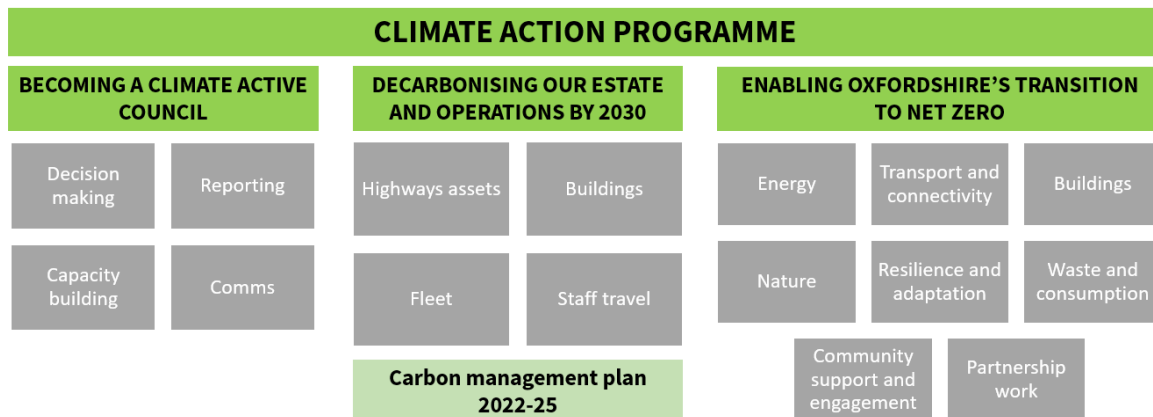 CLIMATE ACTION PROGRAMME
BECOMING A CLIMATE ACTIVE
COUNCIL
Decision
making
Reporting
Capacity
building
Comms
DECARBONISING OUR ESTATE
AND OPERATIONS BY 2030
Highways assets
Buildings
Fleet
Staff travel
Carbon management plan
2022-25
ENABLING OXFORDSHIRE'S TRANSITION
TO NET ZERO
Energy
Transport and
connectivity
Buildings
Nature
Resilience and
adaptation
Waste and
consumption
Community
support and
engagement
Partnership
work